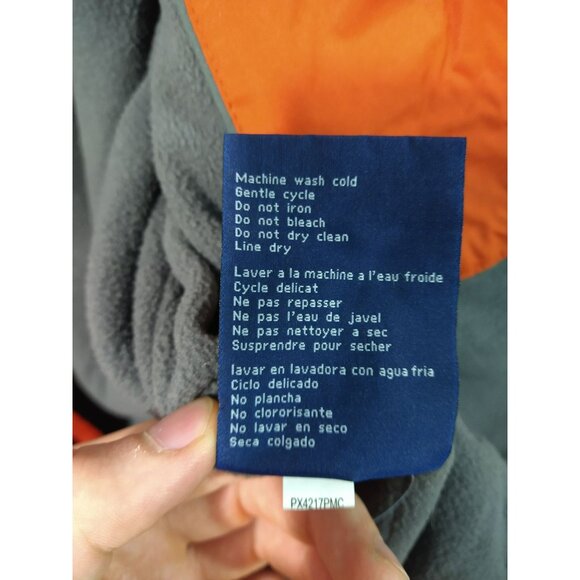 Machine wash cold
Gentle cycle
Do not iron
Do not bleach
Do not dry clean
Line dry
Laver a la machine a l'eau froide
Cycle delicat
Ne pas repasser
Ne pas l'eau de javel
Ne pas nettoyer a sec
Susprendre pour secher
lavar en lavadora con agua fria
Ciclo delicado
No plancha
No clororisante
No lavar en seco
Seca colgado
PX4217PMC